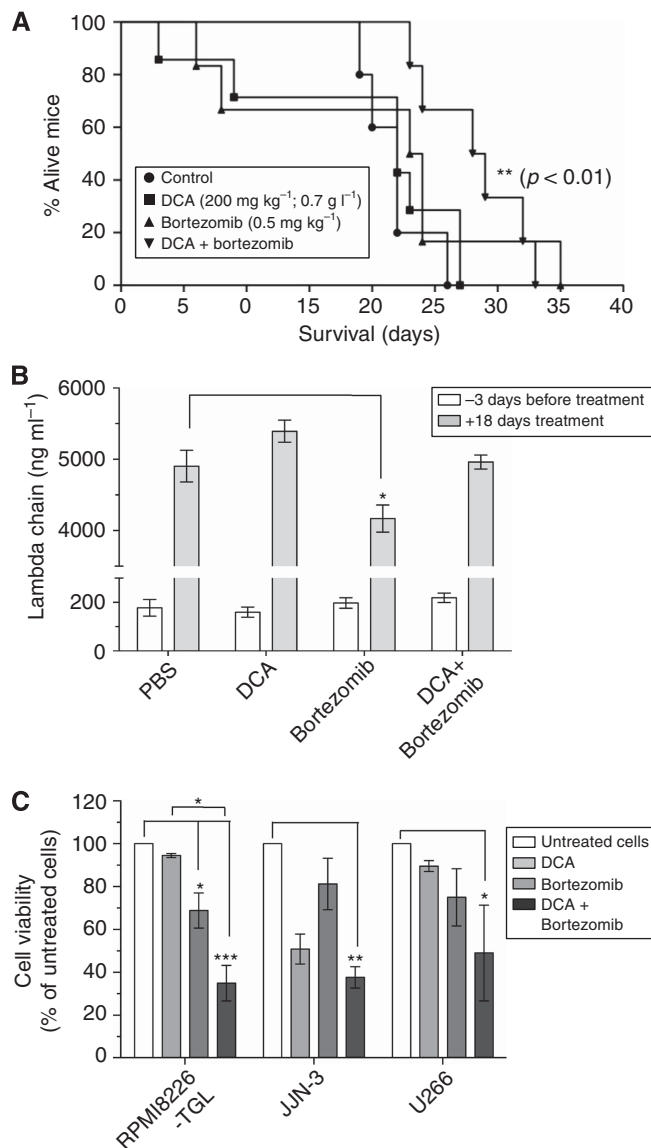 A
% Alive mice
100
80
60
40
20
0
Control
DCA (200 mg kg⁻¹; 0.7 g l⁻¹)
Bortezomib (0.5 mg kg⁻¹)
DCA + bortezomib
** (p < 0.01)
0 5 0 15 20 25 30 35 40
Survival (days)
B
Lambda chain (ng ml⁻¹)
6000
5000
4000
200
0
–3 days before treatment
+18 days treatment
*
PBS
DCA
Bortezomib
DCA+
Bortezomib
C
Cell viability
(% of untreated cells)
120
100
80
60
40
20
0
*
*
***
**
*
Untreated cells
DCA
Bortezomib
DCA +
Bortezomib
RPMI8226
-TGL
JJN-3
U266